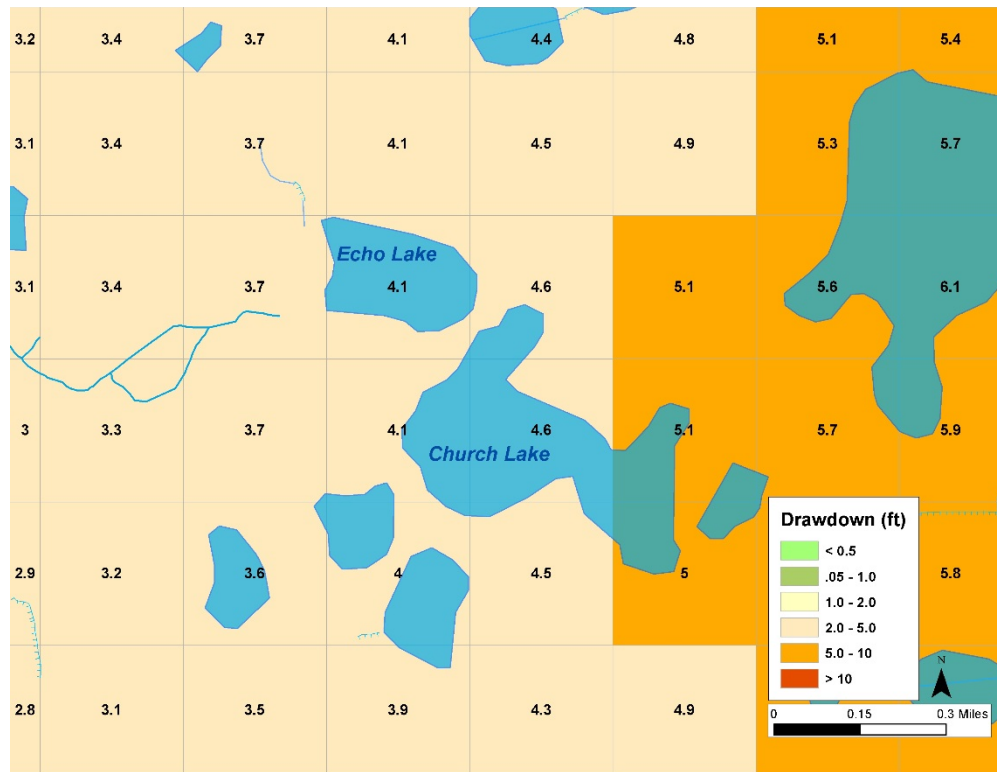 3.2 3.4 3.7 4.1 4.4 4.8 5.1 5.4
3.1 3.4 3.7 4.1 4.5 4.9 5.3 5.7
Echo Lake
3.1 3.4 3.7 4.1 4.6 5.1 5.6 6.1
3 3.3 3.7 4.1 4.6 5.1 5.7 5.9
Church Lake
2.9 3.2 3.6 4 4.5 5 5.8
2.8 3.1 3.5 3.9 4.3 4.9
Drawdown (ft)
< 0.5
.05 - 1.0
1.0 - 2.0
2.0 - 5.0
5.0 - 10
> 10
N
0 0.15 0.3 Miles